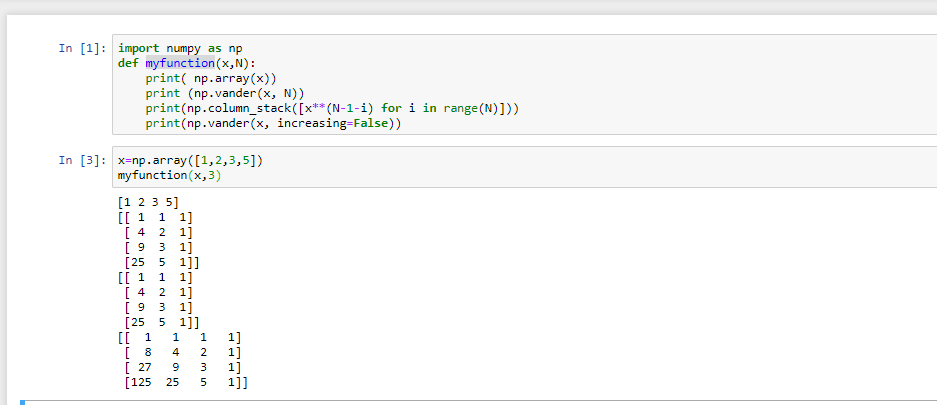 In [1]: import numpy as np
def myfunction(x,N):
    print( np.array(x))
    print (np.vander(x, N))
    print(np.column_stack([x**(N-1-i) for i in range(N)]))
    print(np.vander(x, increasing=False))
In [3]: x=np.array([1,2,3,5])
myfunction(x,3)
[1 2 3 5]
[[ 1  1  1]
 [ 4  2  1]
 [ 9  3  1]
 [25  5  1]]
[[ 1  1  1]
 [ 4  2  1]
 [ 9  3  1]
 [25  5  1]]
[[  1   1   1   1]
 [  8   4   2   1]
 [ 27   9   3   1]
 [125  25   5   1]]